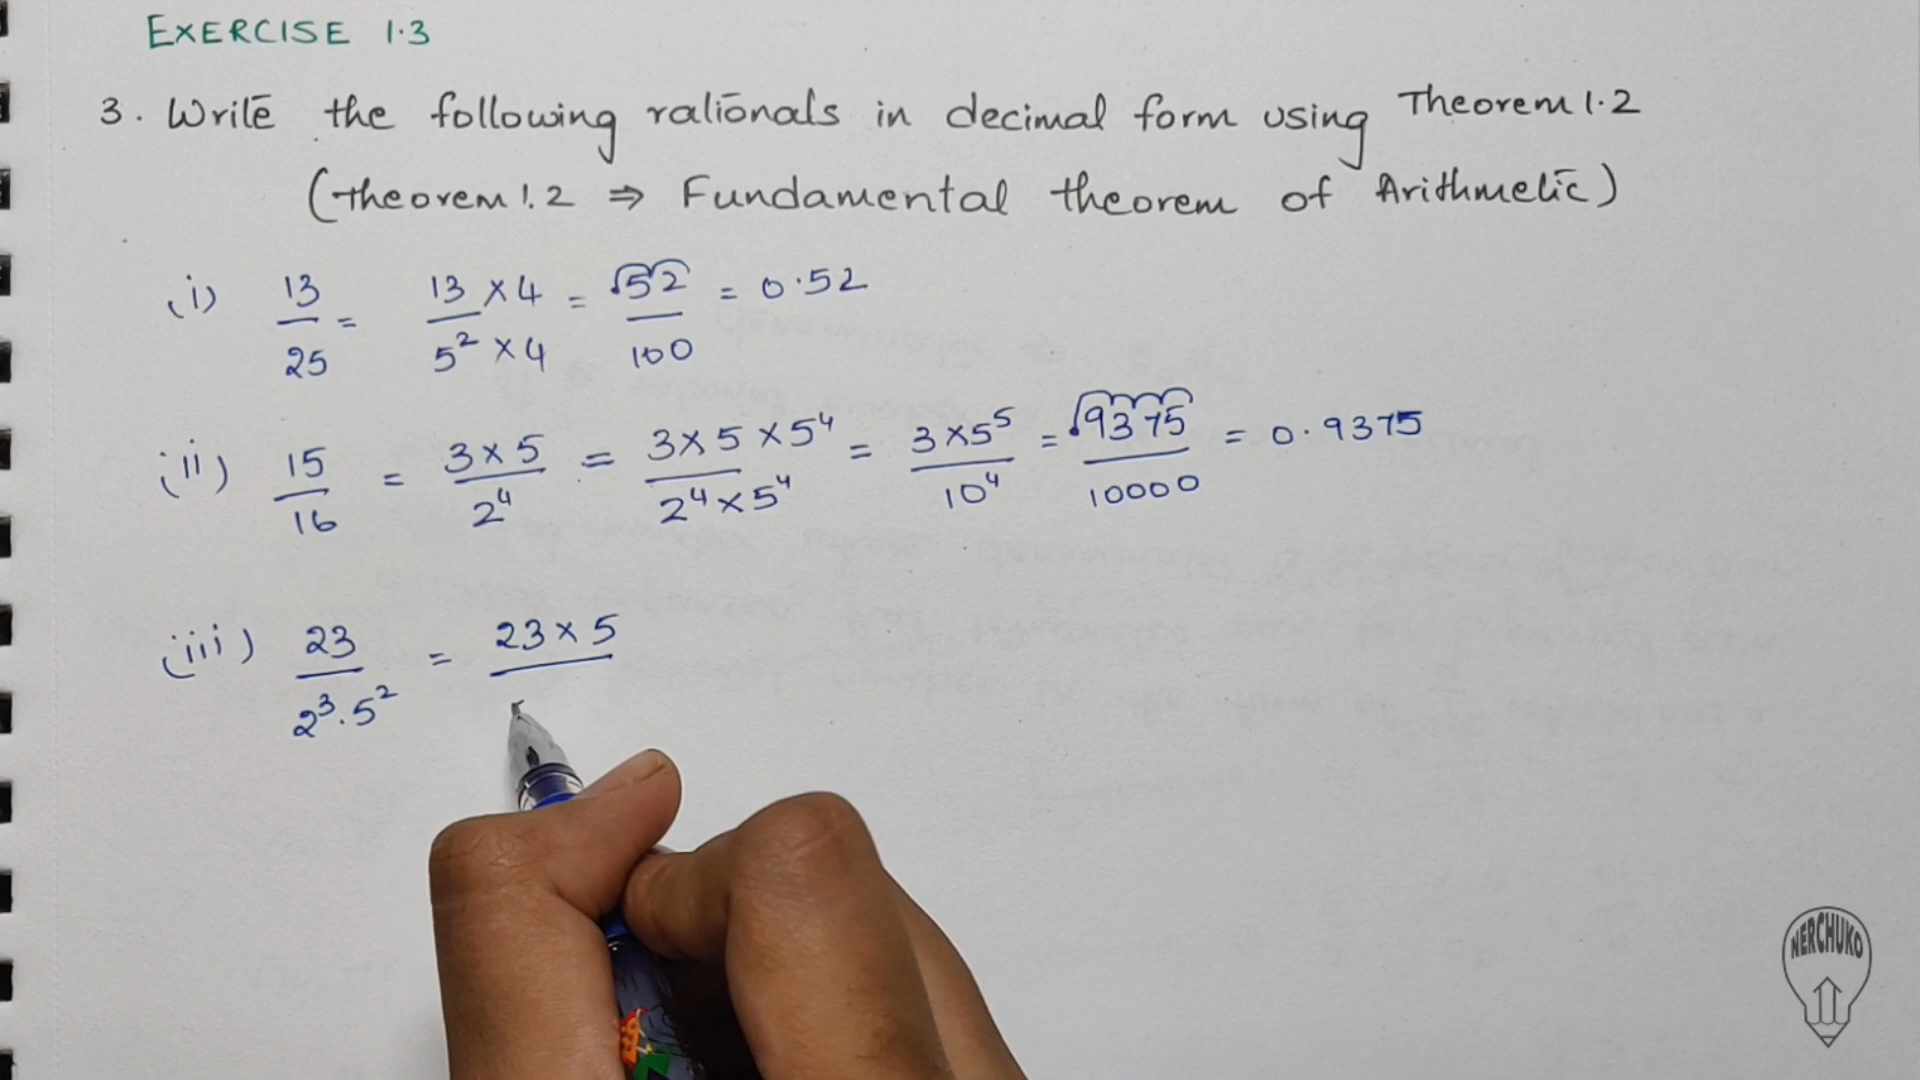 EXERCISE 1.3
3. Write the following rationals in decimal form using Theorem 1.2
(Theorem 1.2 ⇒ Fundamental theorem of Arithmetic)
(i) 13/25 = 13 × 4 / 5² × 4 = 52/100 = 0.52
(ii) 15/16 = 3 × 5 / 2⁴ = 3 × 5 × 5⁴ / 2⁴ × 5⁴ = 3 × 5⁵ / 10⁴ = 9375/10000 = 0.9375
(iii) 23 / 2³.5² = 23 × 5
NERCHUKO